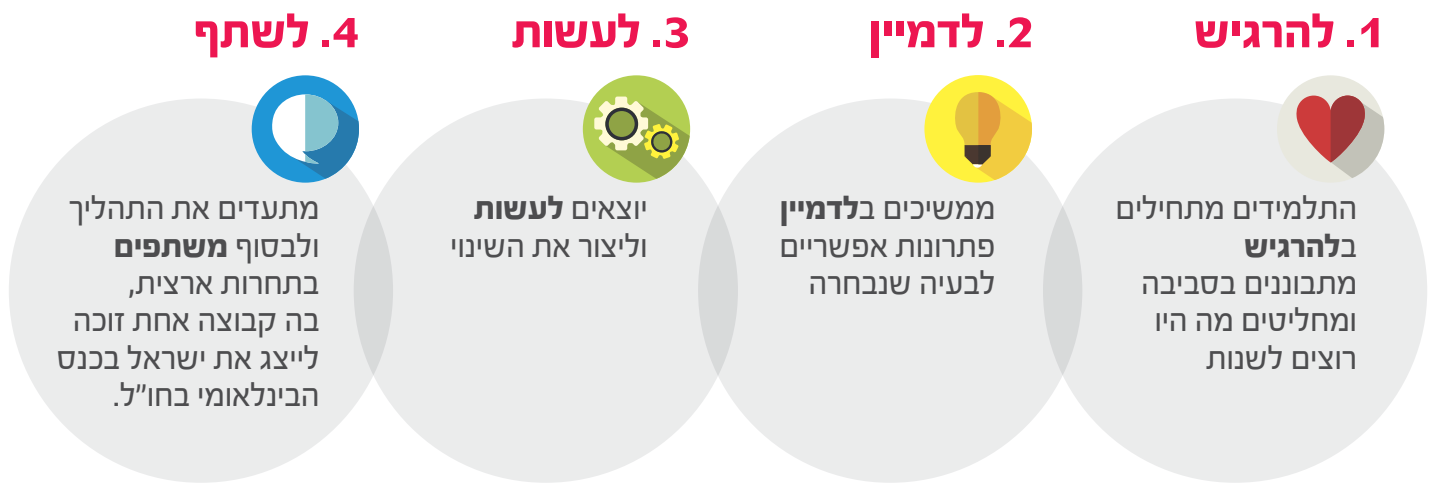 1. להרגיש
התלמידים מתחילים
בלהרגיש
מתבוננים בסביבה
ומחליטים מה היו
רוצים לשנות
2. לדמיין
ממשיכים בלדמיין
פתרונות אפשריים
לבעיה שנבחרה
3. לעשות
יוצאים לעשות
וליצור את השינוי
4. לשתף
מתעדים את התהליך
ולבסוף משתפים
בתחרות ארצית,
בה קבוצה אחת זוכה
לייצג את ישראל בכנס
הבינלאומי בחו״ל.